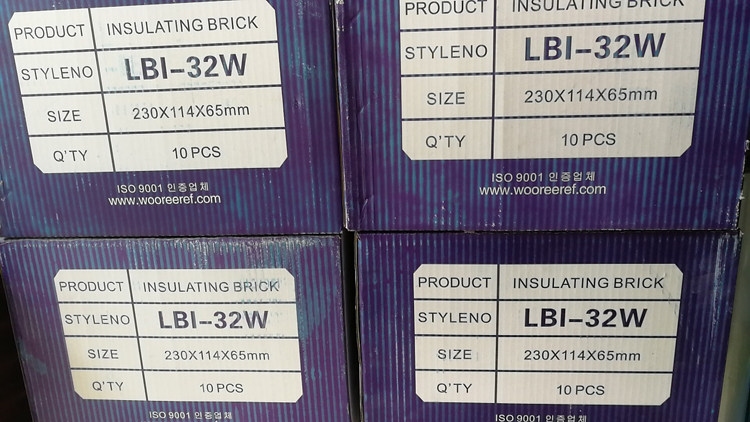 PRODUCT INSULATING BRICK
STYLENO LBI-32W
SIZE 230X114X65mm
Q'TY 10 PCS
ISO 9001 인증업체
www.wooreeref.com
PRODUCT INSULATING BRICK
STYLENO LBI-32W
SIZE 230X114X65mm
Q'TY 10 PCS
ISO 9001 인증업체
www.wooreeref.com
PRODUCT INSULATING BRICK
STYLENO LBI-32W
SIZE 230X114X65mm
Q'TY 10 PCS
ISO 9001 인증업체
PRODUCT INSULATING BRICK
STYLENO LBI-32W
SIZE 230X114X65mm
Q'TY 10 PCS
ISO 9001 인증업체